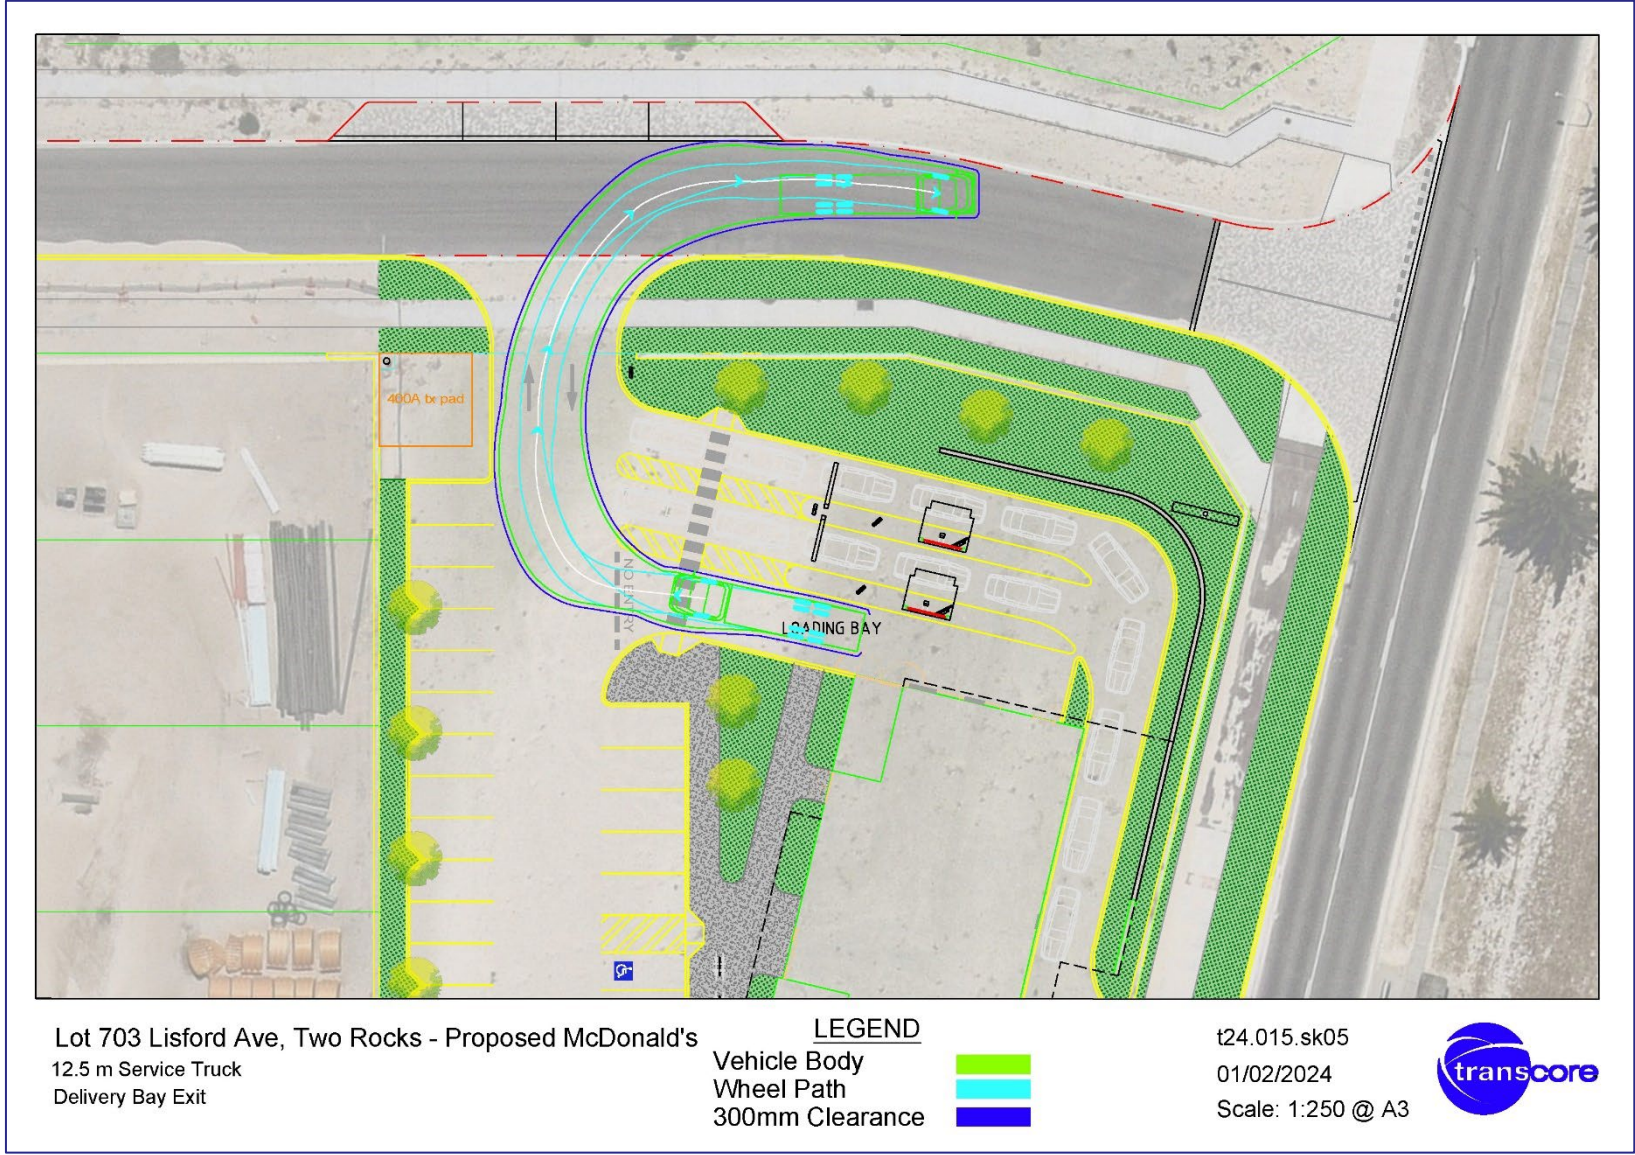 400A tx pad
NO ENTRY
LOADING BAY
Lot 703 Lisford Ave, Two Rocks - Proposed McDonald's
12.5 m Service Truck
Delivery Bay Exit
LEGEND
Vehicle Body
Wheel Path
300mm Clearance
t24.015.sk05
01/02/2024
Scale: 1:250 @ A3
transcore